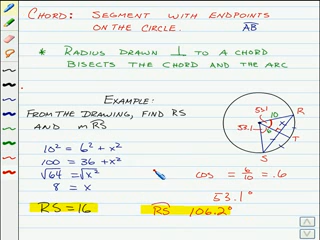 CHORD: SEGMENT WITH ENDPOINTS
ON THE CIRCLE. AB
* RADIUS DRAWN ⊥ TO A CHORD
BISECTS THE CHORD AND THE ARC
EXAMPLE:
FROM THE DRAWING, FIND RS
AND mRS
10² = 6² + x²
100 = 36 + x²
√64 = √x²
8 = x
RS = 16
53.1
10
R
53.1
6
x
x
T
S
cos = 6/10 = .6
53.1°
RS 106.2°